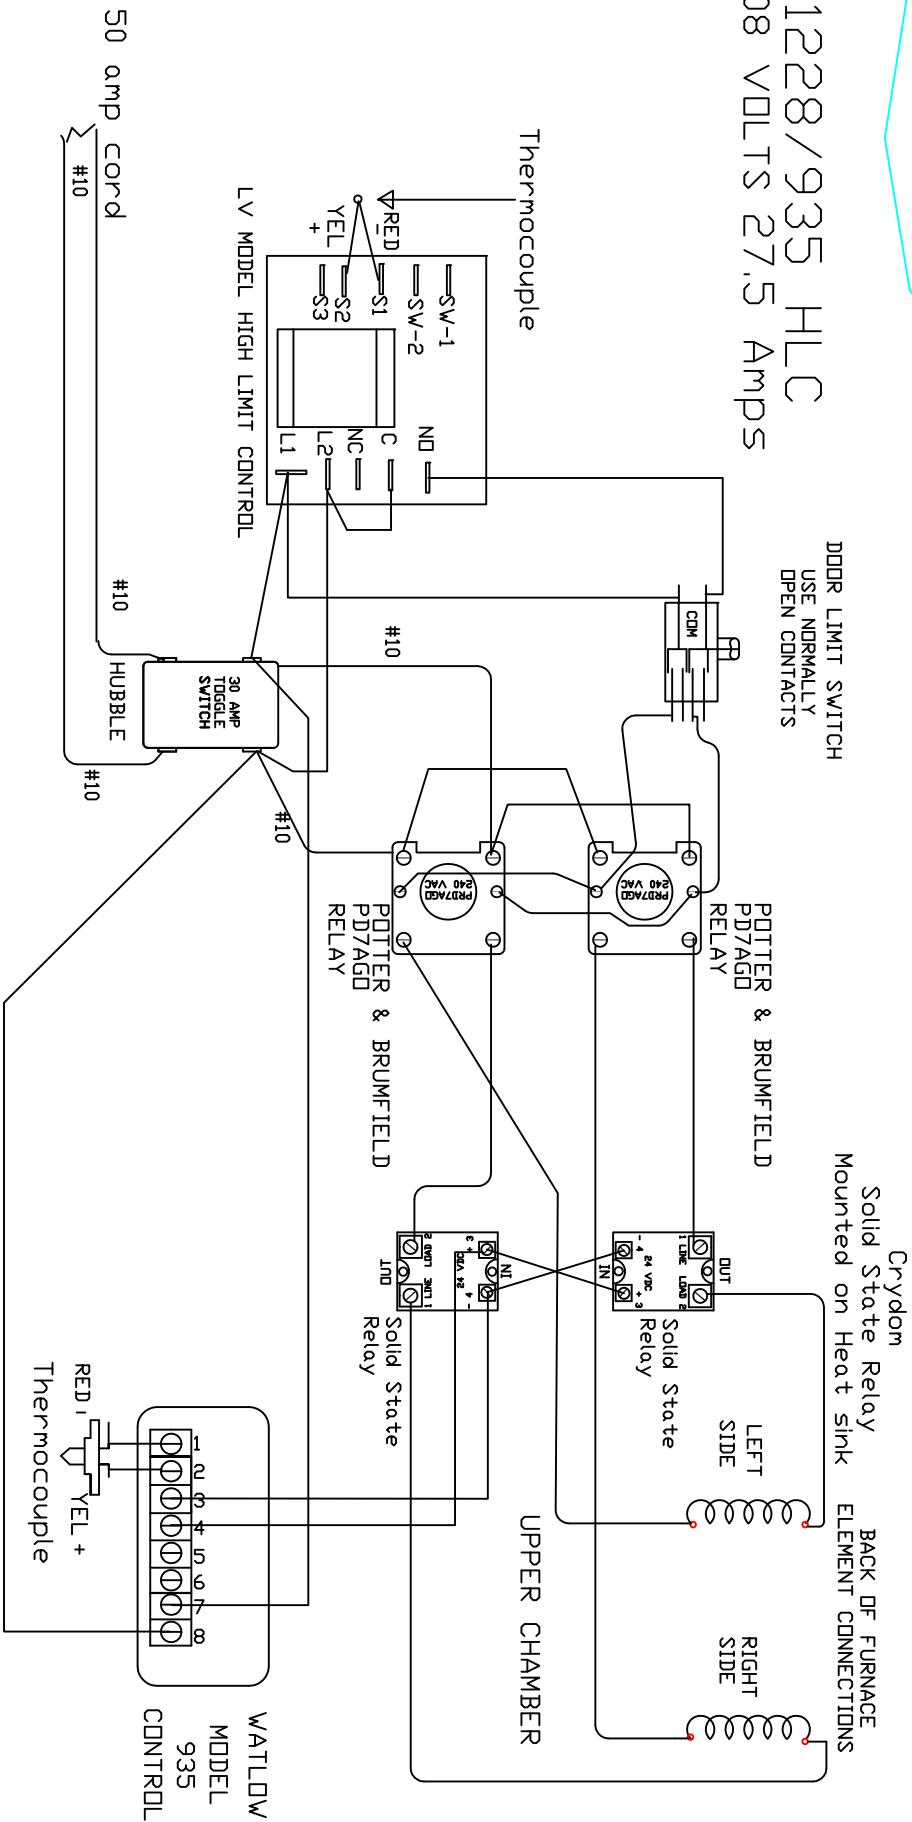 1228/935 HLC
08 VOLTS 27.5 Amps
50 amp cord
#10
Thermocouple
RED
-
YEL
+
SW-1
SW-2
S1
S2
S3
NO
C
NC
L2
L1
LV MODEL HIGH LIMIT CONTROL
DOOR LIMIT SWITCH
USE NORMALLY
OPEN CONTACTS
COM
#10
#10
#10
#10
30 AMP
TOGGLE
SWITCH
HUBBLE
PRD7AGO
240 VAC
PRD7AGO
240 VAC
POTTER & BRUMFIELD
PD7AGO
RELAY
POTTER & BRUMFIELD
PD7AGO
RELAY
Crydom
Solid State Relay
Mounted on Heat sink
OUT
1 LINE LOAD 2
24 VDC
- 4 + 3
IN
Solid State
Relay
IN
3 + 4 -
24 VDC
1 LINE LOAD 2
OUT
Solid State
Relay
BACK OF FURNACE
ELEMENT CONNECTIONS
LEFT
SIDE
RIGHT
SIDE
UPPER CHAMBER
1
2
3
4
5
6
7
8
RED -
YEL +
Thermocouple
WATLOW
MODEL
935
CONTROL